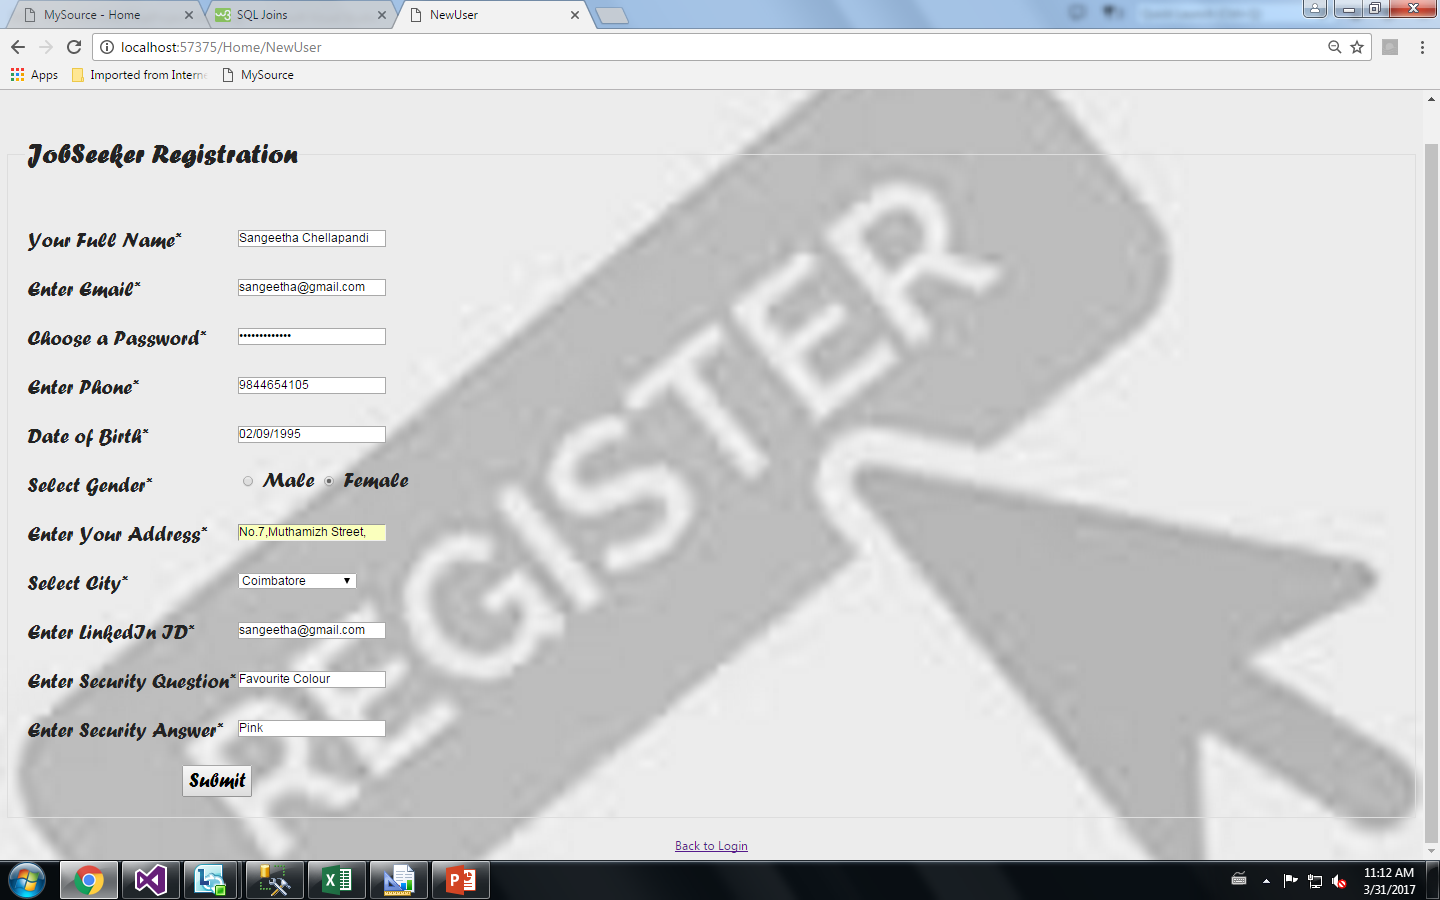 MySource - Home
SQL Joins
NewUser
localhost:57375/Home/NewUser
Apps
Imported from Intern
MySource
JobSeeker Registration
Your Full Name* Sangeetha Chellapandi
Enter Email* sangeetha@gmail.com
Choose a Password* •••••••••••••
Enter Phone* 9844654105
Date of Birth* 02/09/1995
Select Gender* Male Female
Enter Your Address* No.7,Muthamizh Street,
Select City* Coimbatore
Enter LinkedIn ID* sangeetha@gmail.com
Enter Security Question* Favourite Colour
Enter Security Answer* Pink
Submit
REGISTER
Back to Login
11:12 AM
3/31/2017